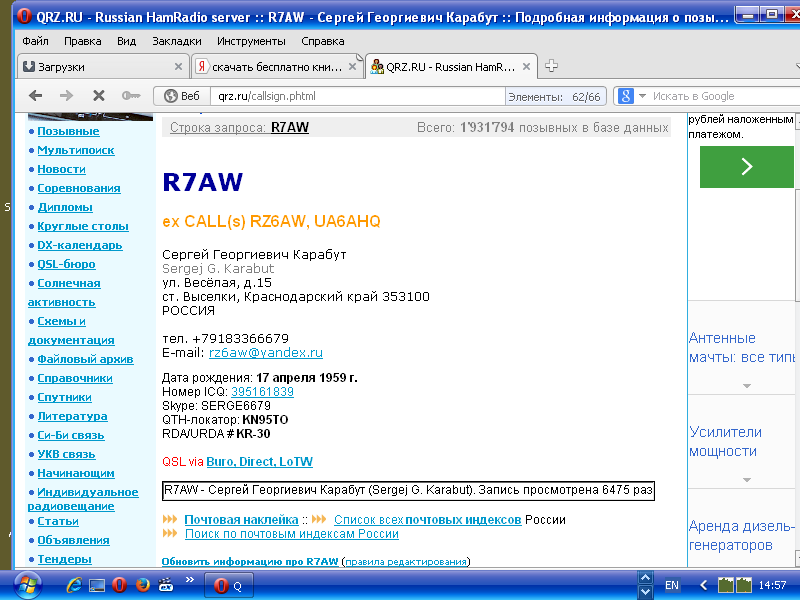 QRZ.RU - Russian HamRadio server :: R7AW - Сергей Георгиевич Карабут :: Подробная информация о позы...
Файл Правка Вид Закладки Инструменты Справка
Загрузки
скачать бесплатно кни...
QRZ.RU - Russian HamR...
Веб
qrz.ru/callsign.phtml
Элементы: 62/66
Искать в Google
Позывные
Мультипоиск
Новости
Соревнования
Дипломы
Круглые столы
DX-календарь
QSL-бюро
Солнечная
активность
Схемы и
документация
Файловый архив
Справочники
Спутники
Литература
Си-Би связь
УКВ связь
Начинающим
Индивидуальное
радиовещение
Статьи
Объявления
Тендеры
Строка запроса: R7AW
Всего: 1'931794 позывных в базе данных
R7AW
ex CALL(s) RZ6AW, UA6AHQ
Сергей Георгиевич Карабут
Sergej G. Karabut
ул. Весёлая, д.15
ст. Выселки, Краснодарский край 353100
РОССИЯ
тел. +79183366679
E-mail: rz6aw@yandex.ru
Дата рождения: 17 апреля 1959 г.
Номер ICQ: 395161839
Skype: SERGE6679
QTH-локатор: KN95TO
RDA/URDA # KR-30
QSL via Buro, Direct, LoTW
R7AW - Сергей Георгиевич Карабут (Sergej G. Karabut). Запись просмотрена 6475 раз
Почтовая наклейка :: Список всех почтовых индексов России
Поиск по почтовым индексам России
Обновить информацию про R7AW (правила редактирования)
рублей наложенным
платежом.
Антенные
мачты: все типы
Усилители
мощности
Аренда дизель-
генераторов
Q
EN
14:57